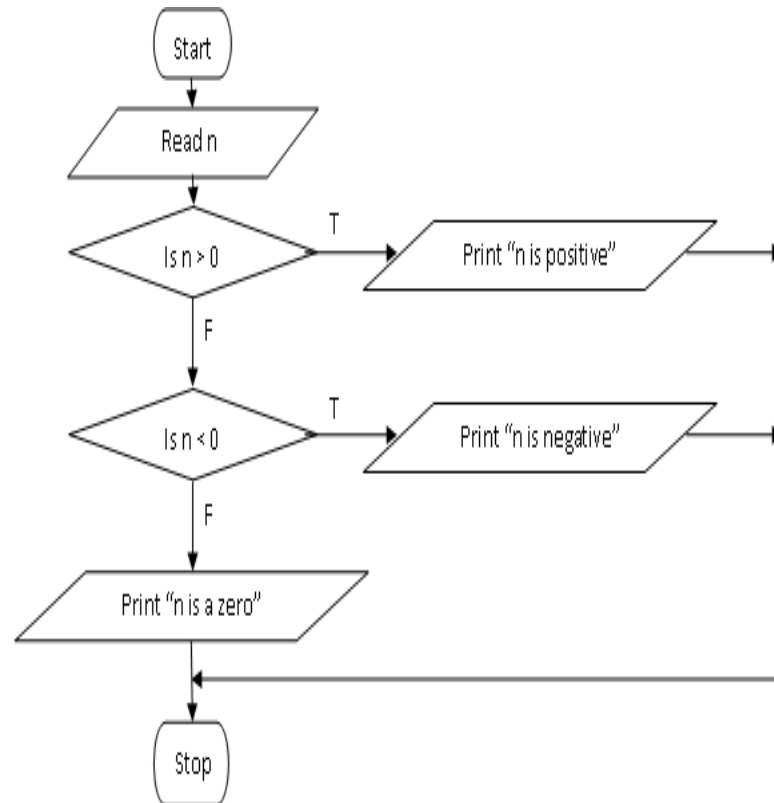 Start
Read n
Is n > 0
T
Print “n is positive”
F
Is n < 0
T
Print “n is negative”
F
Print “n is a zero”
Stop